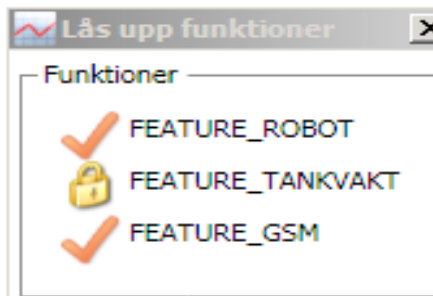 Lås upp funktioner
Funktioner
FEATURE_ROBOT
FEATURE_TANKVAKT
FEATURE_GSM